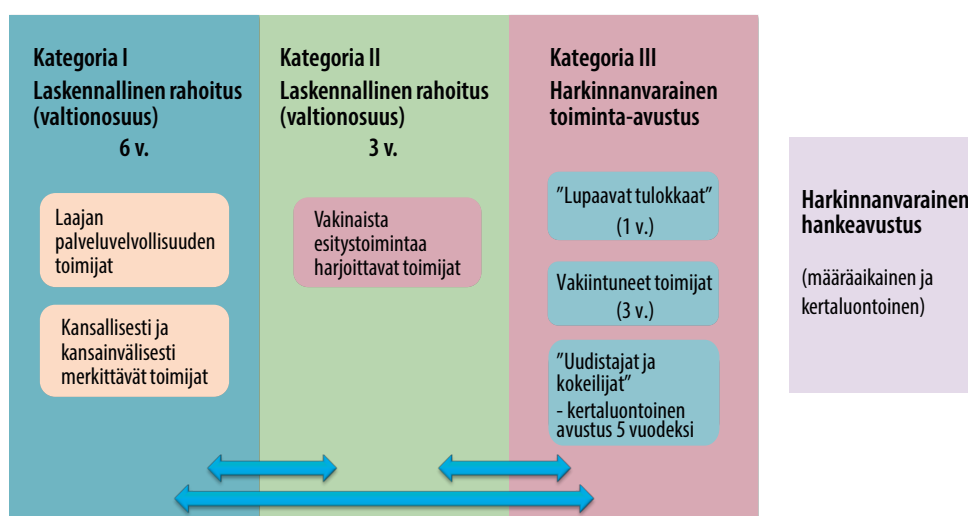 Kategoria I
Laskennallinen rahoitus
(valtionosuus)
6 v.
Laajan
palveluvelvollisuuden
toimijat
Kansallisesti ja
kansainvälisesti
merkittävät toimijat
Kategoria II
Laskennallinen rahoitus
(valtionosuus)
3 v.
Vakinaista
esitystoimintaa
harjoittavat toimijat
Kategoria III
Harkinnanvarainen
toiminta-avustus
”Lupaavat tulokkaat”
(1 v.)
Vakiintuneet toimijat
(3 v.)
”Uudistajat ja
kokeilijat”
- kertaluontoinen
avustus 5 vuodeksi
Harkinnanvarainen
hankeavustus
(määräaikainen ja
kertaluontoinen)